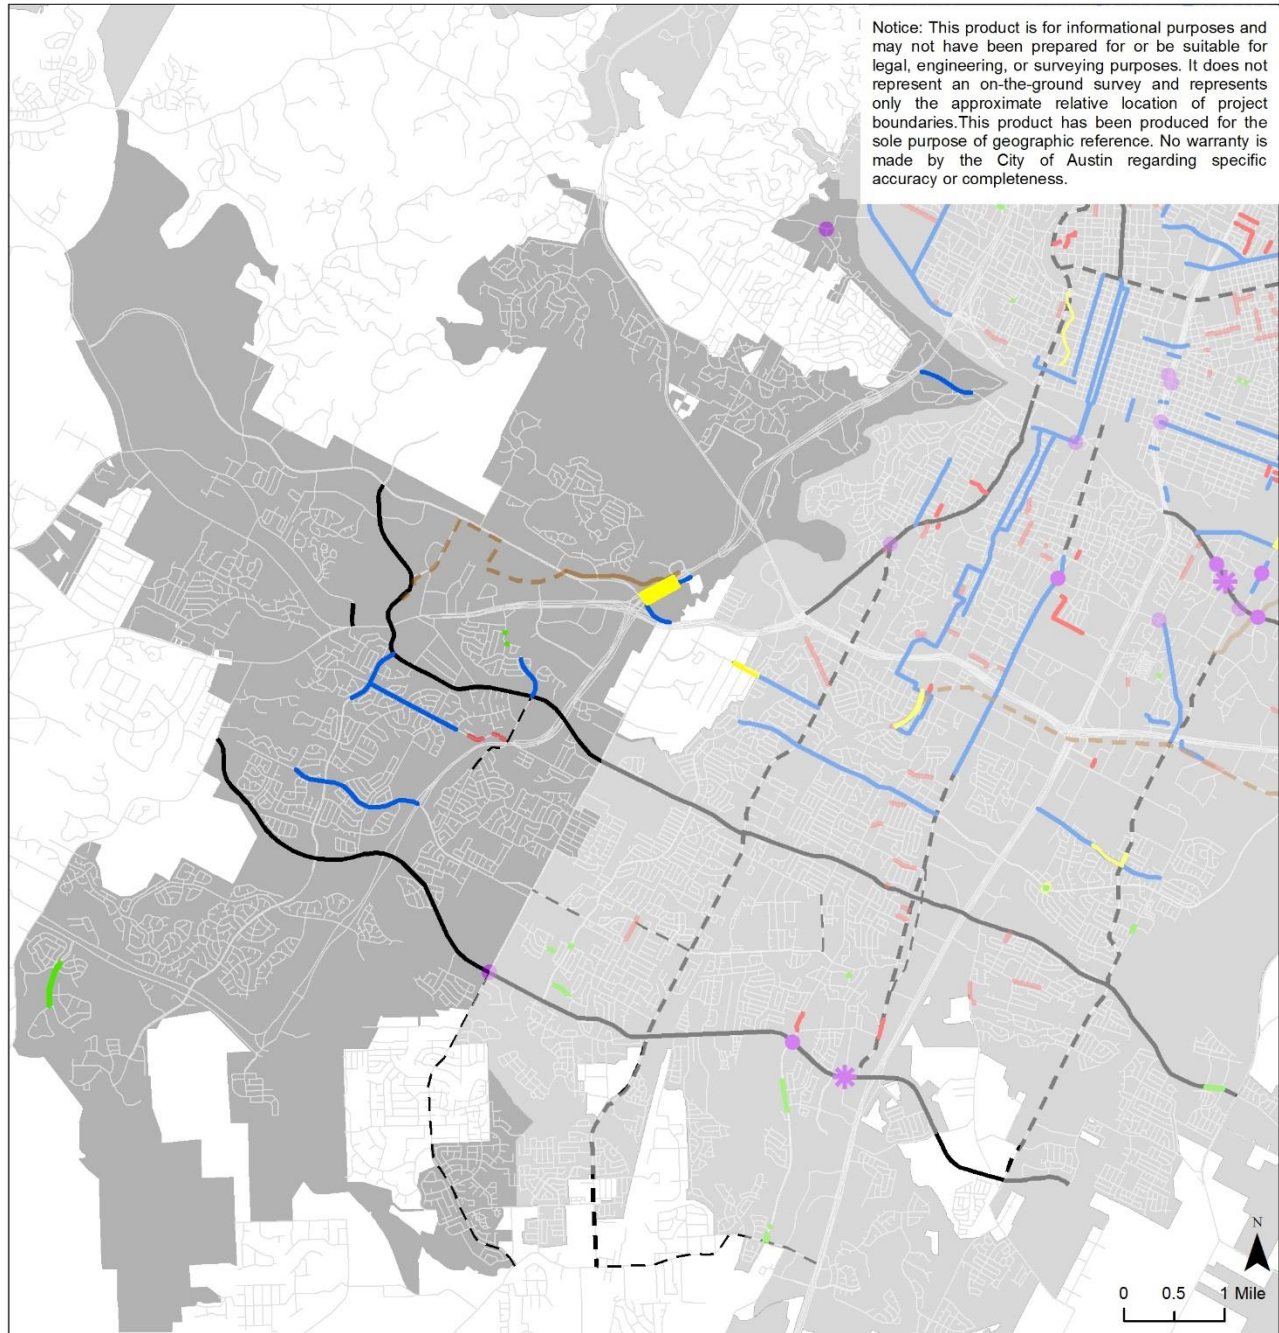 Notice: This product is for informational purposes and
may not have been prepared for or be suitable for
legal, engineering, or surveying purposes. It does not
represent an on-the-ground survey and represents
only the approximate relative location of project
boundaries.This product has been produced for the
sole purpose of geographic reference. No warranty is
made by the City of Austin regarding specific
accuracy or completeness.
N
0 0.5 1 Mile